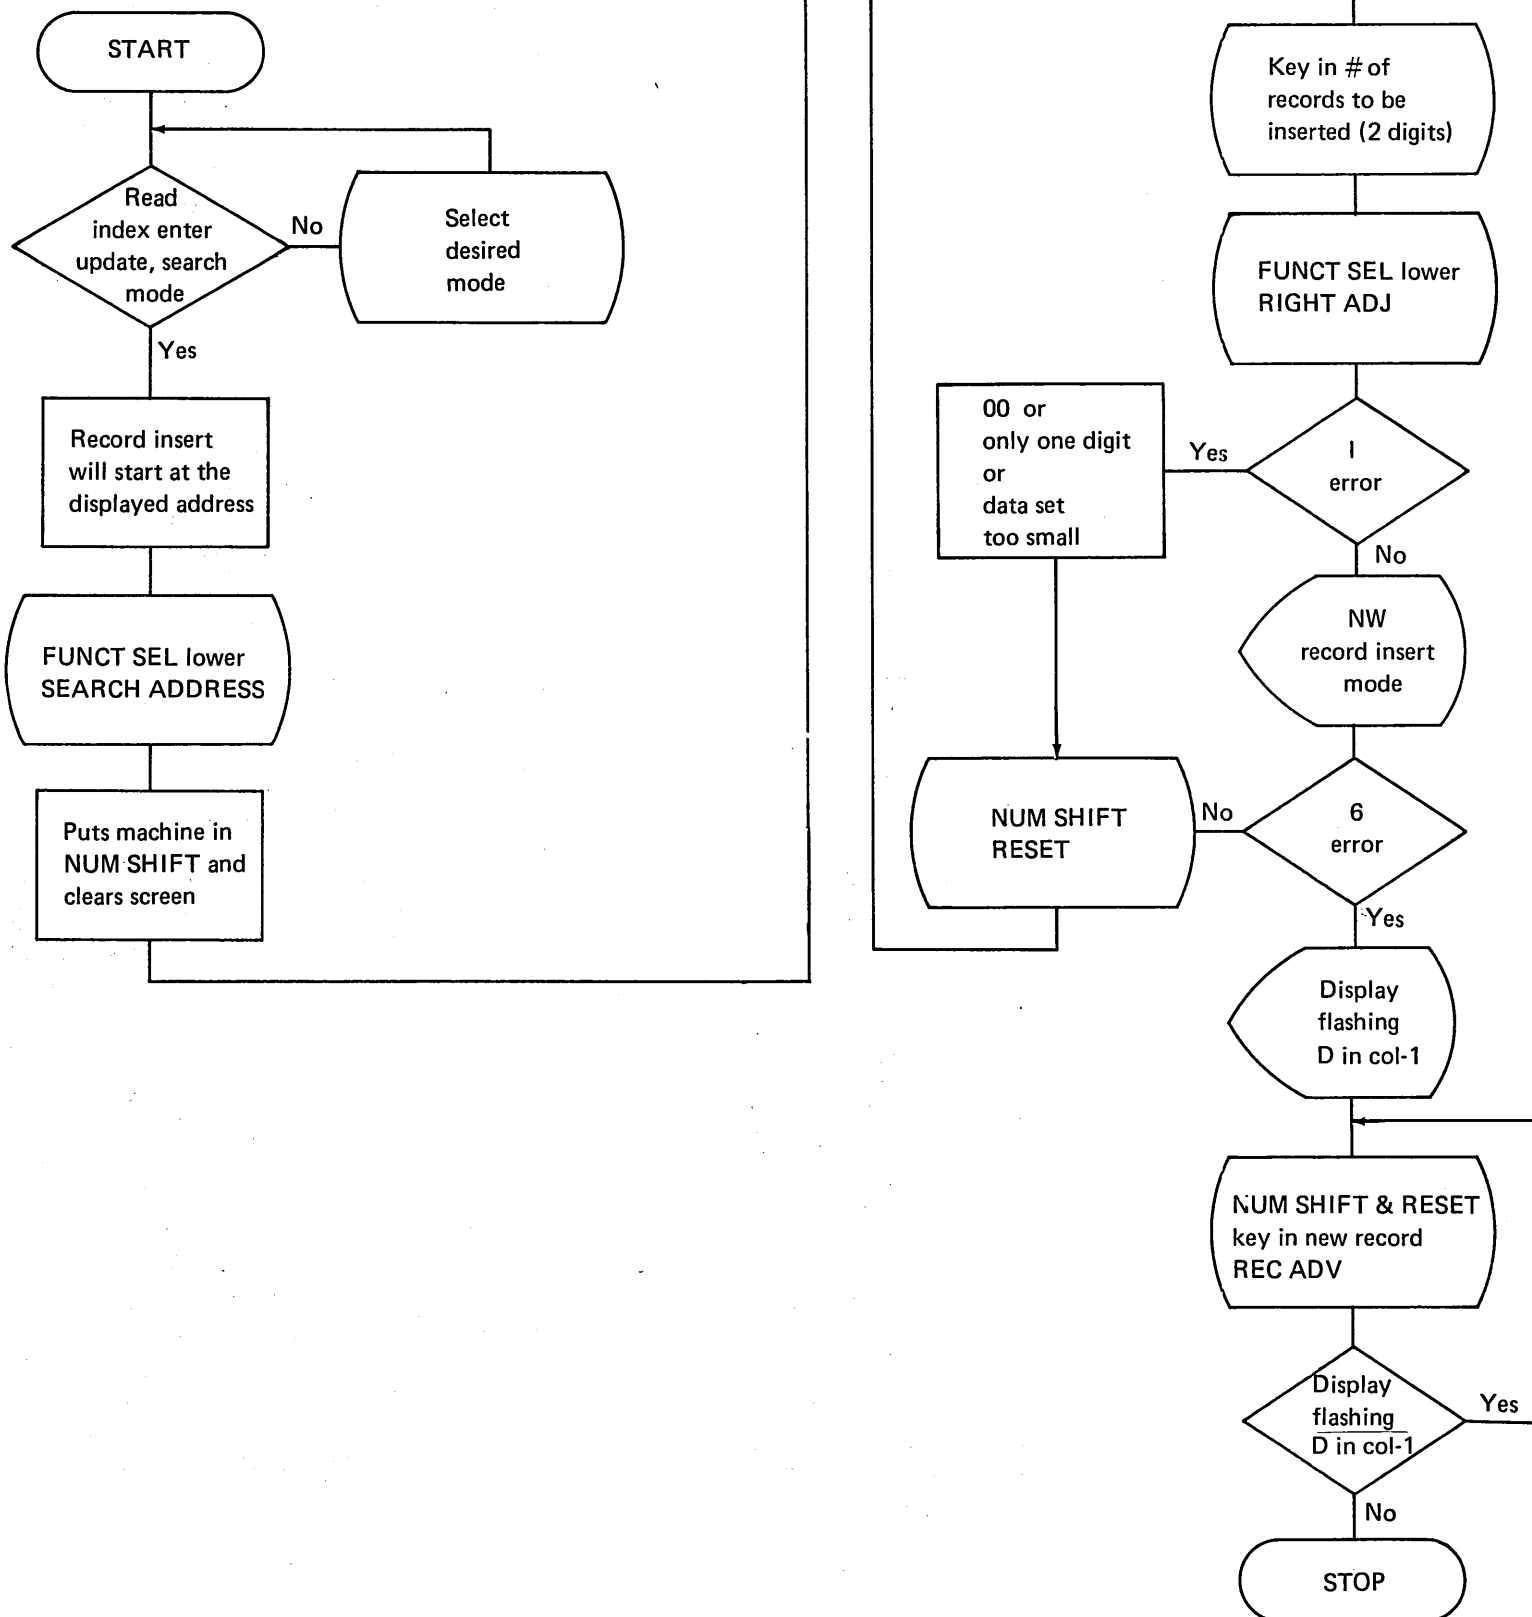 START
Read
index enter
update, search
mode
No
Select
desired
mode
Yes
Record insert
will start at the
displayed address
FUNCT SEL lower
SEARCH ADDRESS
Puts machine in
NUM SHIFT and
clears screen
Key in # of
records to be
inserted (2 digits)
FUNCT SEL lower
RIGHT ADJ
I
error
Yes
00 or
only one digit
or
data set
too small
No
NW
record insert
mode
6
error
No
NUM SHIFT
RESET
Yes
Display
flashing
D in col-1
NUM SHIFT & RESET
key in new record
REC ADV
Display
flashing
D in col-1
Yes
No
STOP